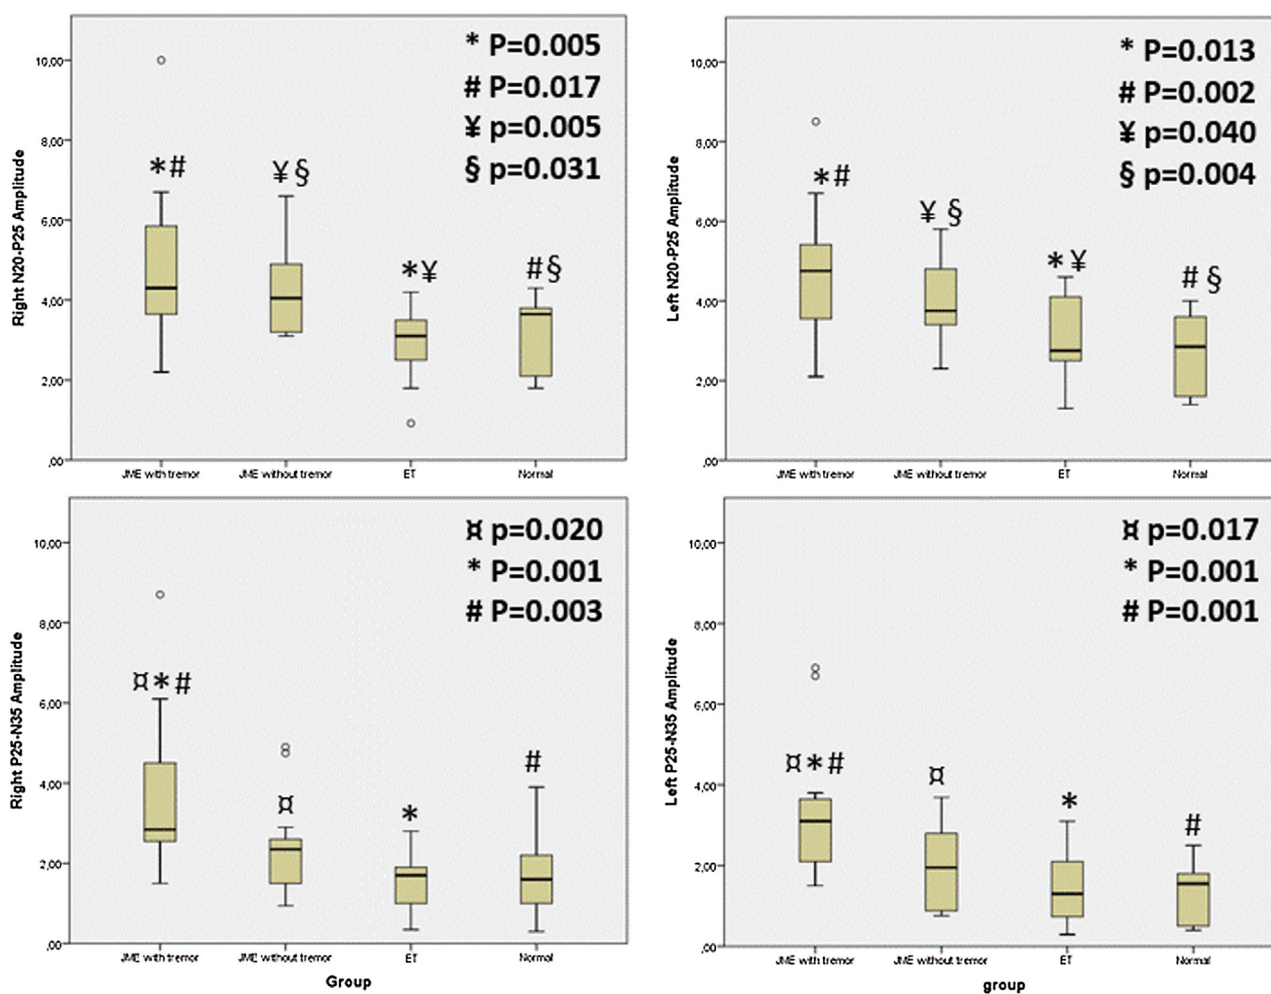 * P=0.005
# P=0.017
¥ p=0.005
§ p=0.031
Right N20-P25 Amplitude
10,00
8,00
6,00
4,00
2,00
,00
*#
¥ §
*¥
#§
JME with tremor
JME without tremor
ET
Normal
* P=0.013
# P=0.002
¥ p=0.040
§ p=0.004
Left N20-P25 Amplitude
10,00
8,00
6,00
4,00
2,00
,00
*#
¥ §
*¥
# §
JME with tremor
JME without tremor
ET
Normal
¤ p=0.020
* P=0.001
# P=0.003
Right P25-N35 Amplitude
10,00
8,00
6,00
4,00
2,00
,00
¤*#
¤
*
#
JME with tremor
JME without tremor
ET
Normal
Group
¤ p=0.017
* P=0.001
# P=0.001
Left P25-N35 Amplitude
10,00
8,00
6,00
4,00
2,00
,00
¤*#
¤
*
#
JME with tremor
JME without tremor
ET
Normal
group